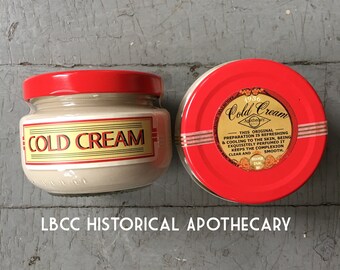 COLD CREAM
Cold Cream
THIS ORIGINAL
PREPARATION IS REFRESHING
& COOLING TO THE SKIN, BEING
EXQUISITELY PERFUMED IT
KEEPS THE COMPLEXION
CLEAR AND SMOOTH.
LBCC HISTORICAL APOTHECARY